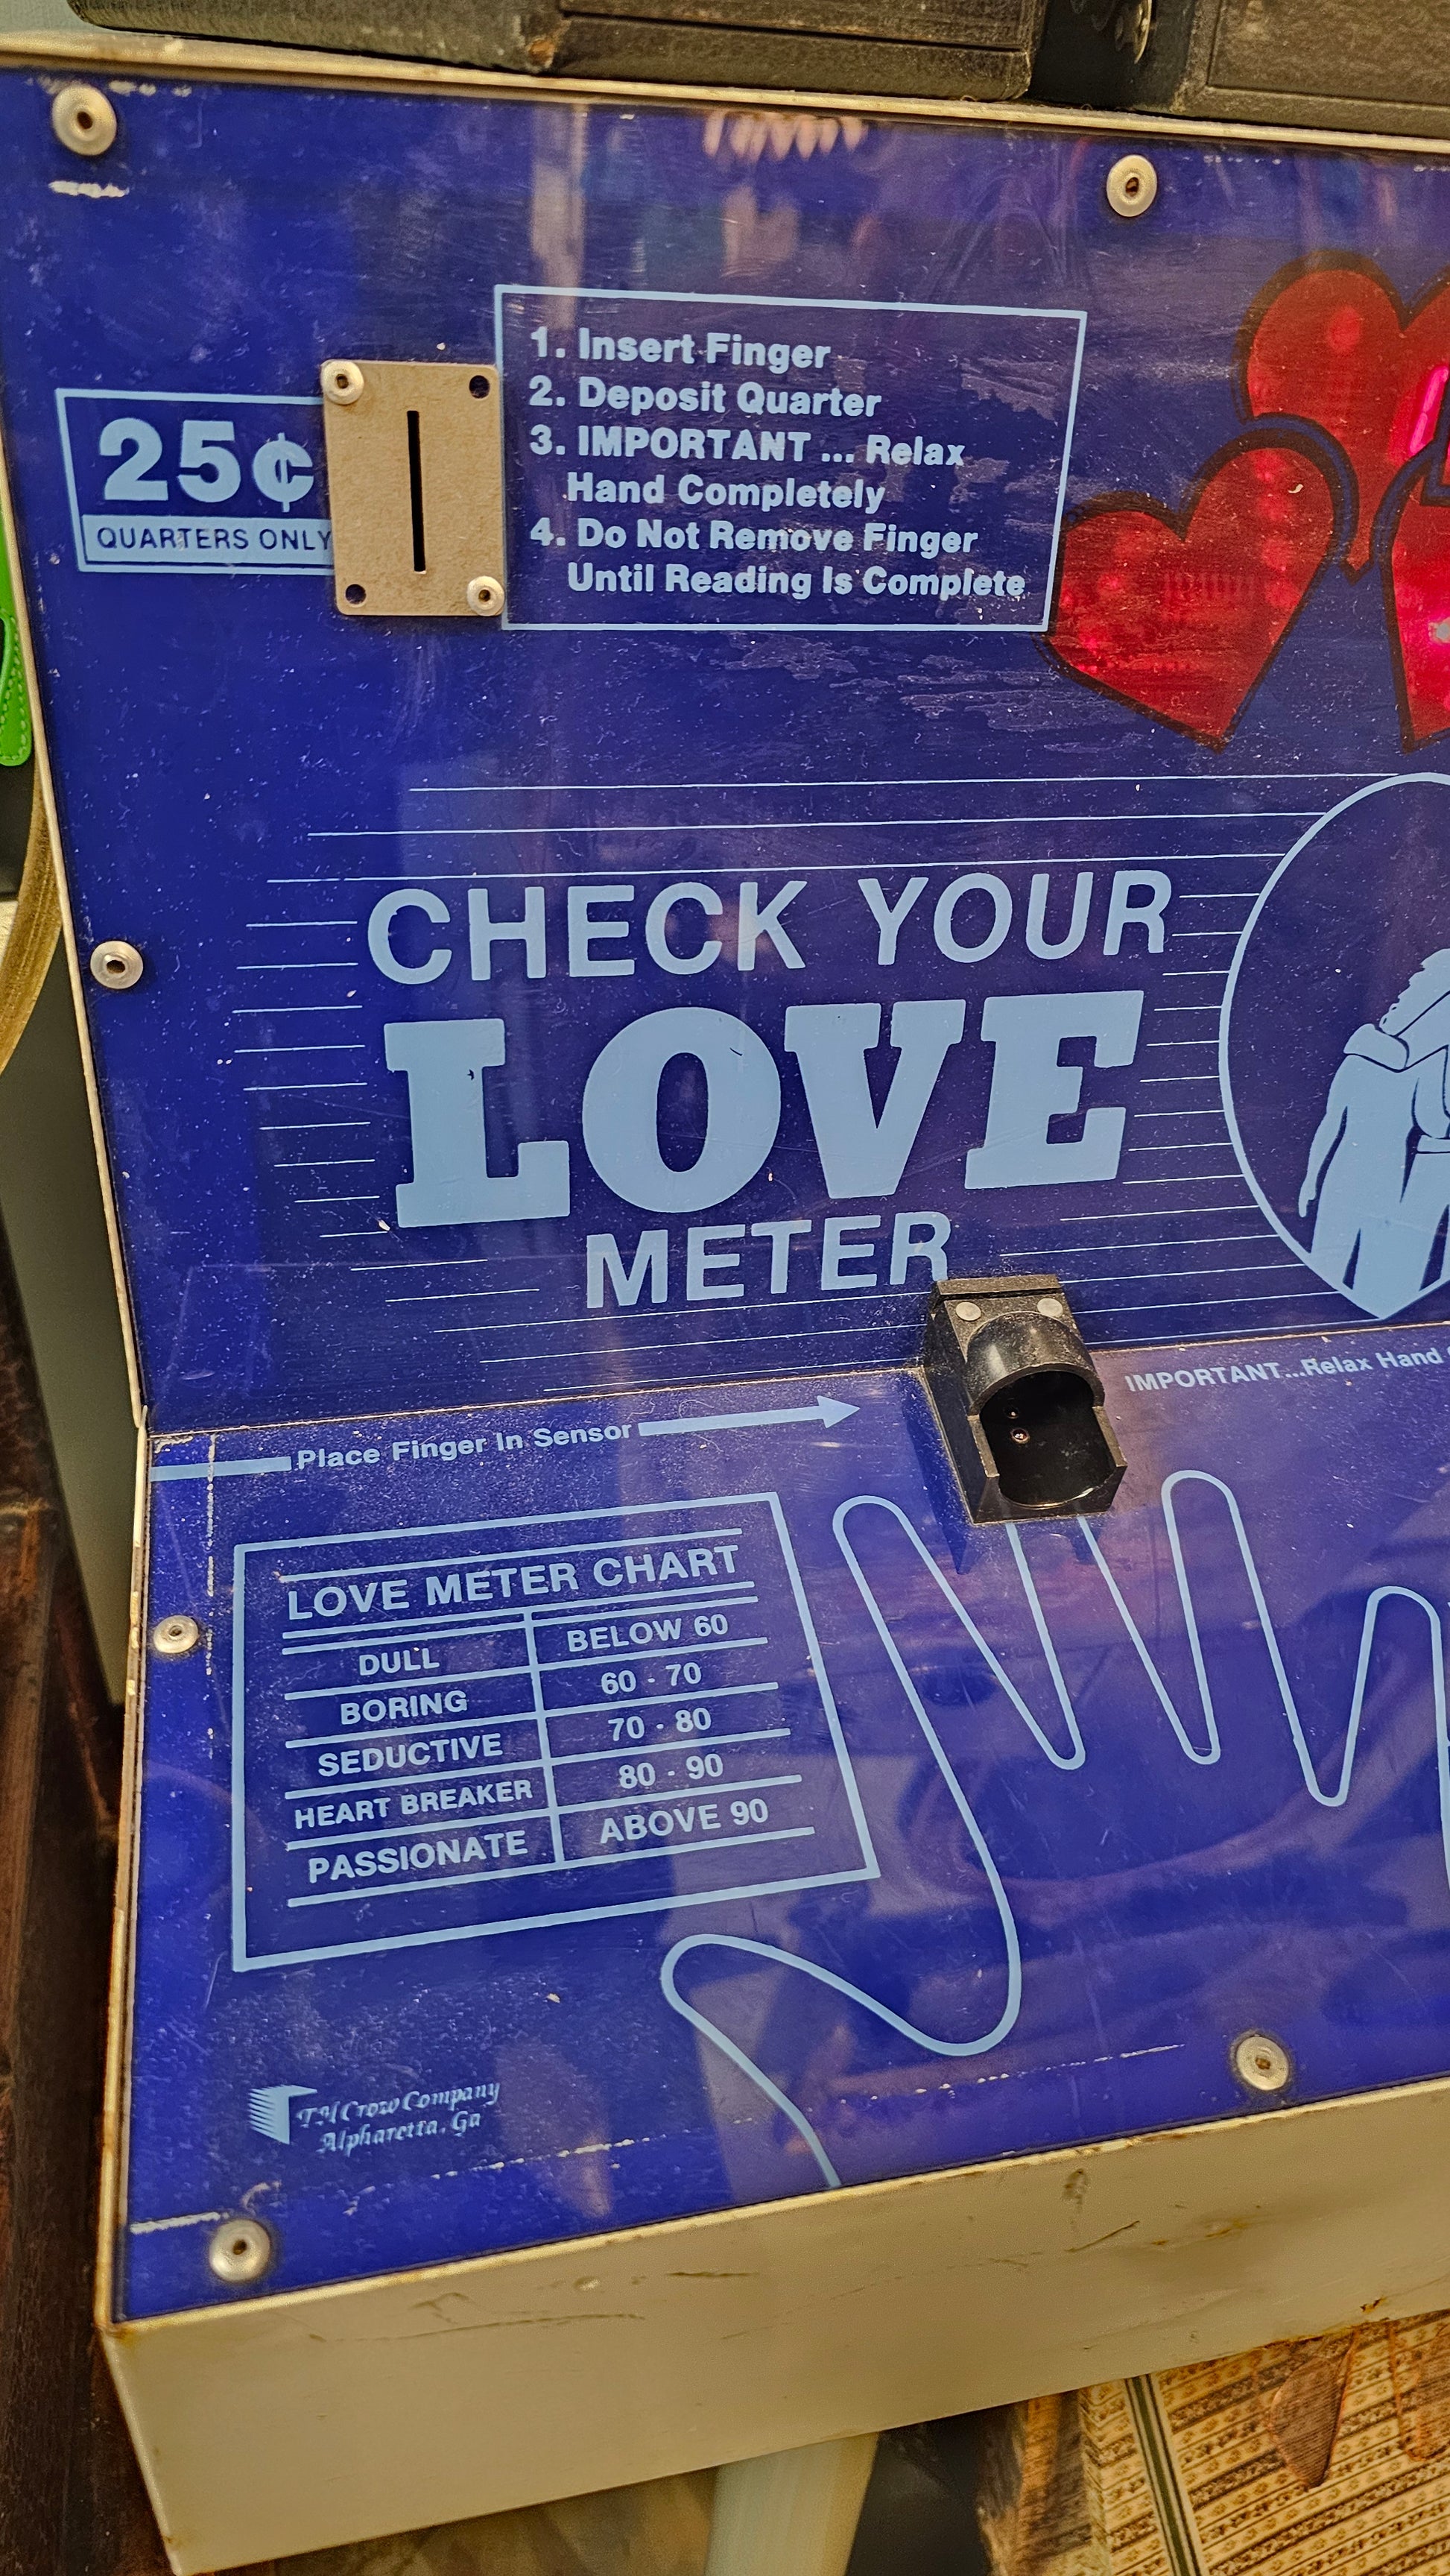 25¢
QUARTERS ONLY
1. Insert Finger
2. Deposit Quarter
3. IMPORTANT ... Relax
Hand Completely
4. Do Not Remove Finger
Until Reading Is Complete
CHECK YOUR
LOVE
METER
IMPORTANT...Relax Hand
Place Finger In Sensor
LOVE METER CHART
DULL BELOW 60
BORING 60 - 70
SEDUCTIVE 70 - 80
HEART BREAKER 80 - 90
PASSIONATE ABOVE 90
TH Crow Company
Alpharetta, Ga